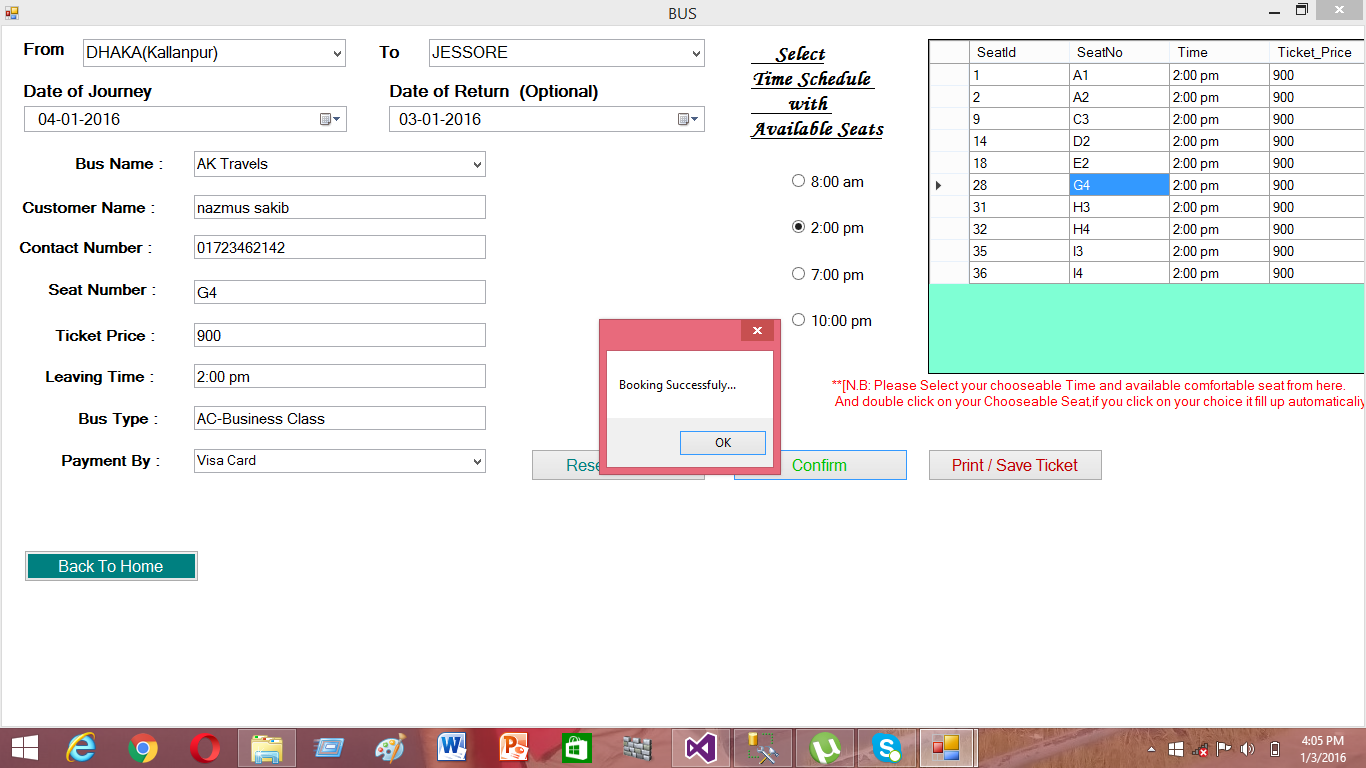 BUS
From DHAKA(Kallanpur) To JESSORE
Date of Journey Date of Return (Optional)
04-01-2016 03-01-2016
Bus Name : AK Travels
Customer Name : nazmus sakib
Contact Number : 01723462142
Seat Number : G4
Ticket Price : 900
Leaving Time : 2:00 pm
Bus Type : AC-Business Class
Payment By : Visa Card
Select
Time Schedule
with
Available Seats
8:00 am
2:00 pm
7:00 pm
10:00 pm
SeatId SeatNo Time Ticket_Price
1 A1 2:00 pm 900
2 A2 2:00 pm 900
9 C3 2:00 pm 900
14 D2 2:00 pm 900
18 E2 2:00 pm 900
28 G4 2:00 pm 900
31 H3 2:00 pm 900
32 H4 2:00 pm 900
35 I3 2:00 pm 900
36 I4 2:00 pm 900
**[N.B: Please Select your chooseable Time and available comfortable seat from here.
And double click on your Chooseable Seat,if you click on your choice it fill up automaticaliy
Booking Successfuly...
OK
Rese Confirm Print / Save Ticket
Back To Home
4:05 PM
1/3/2016